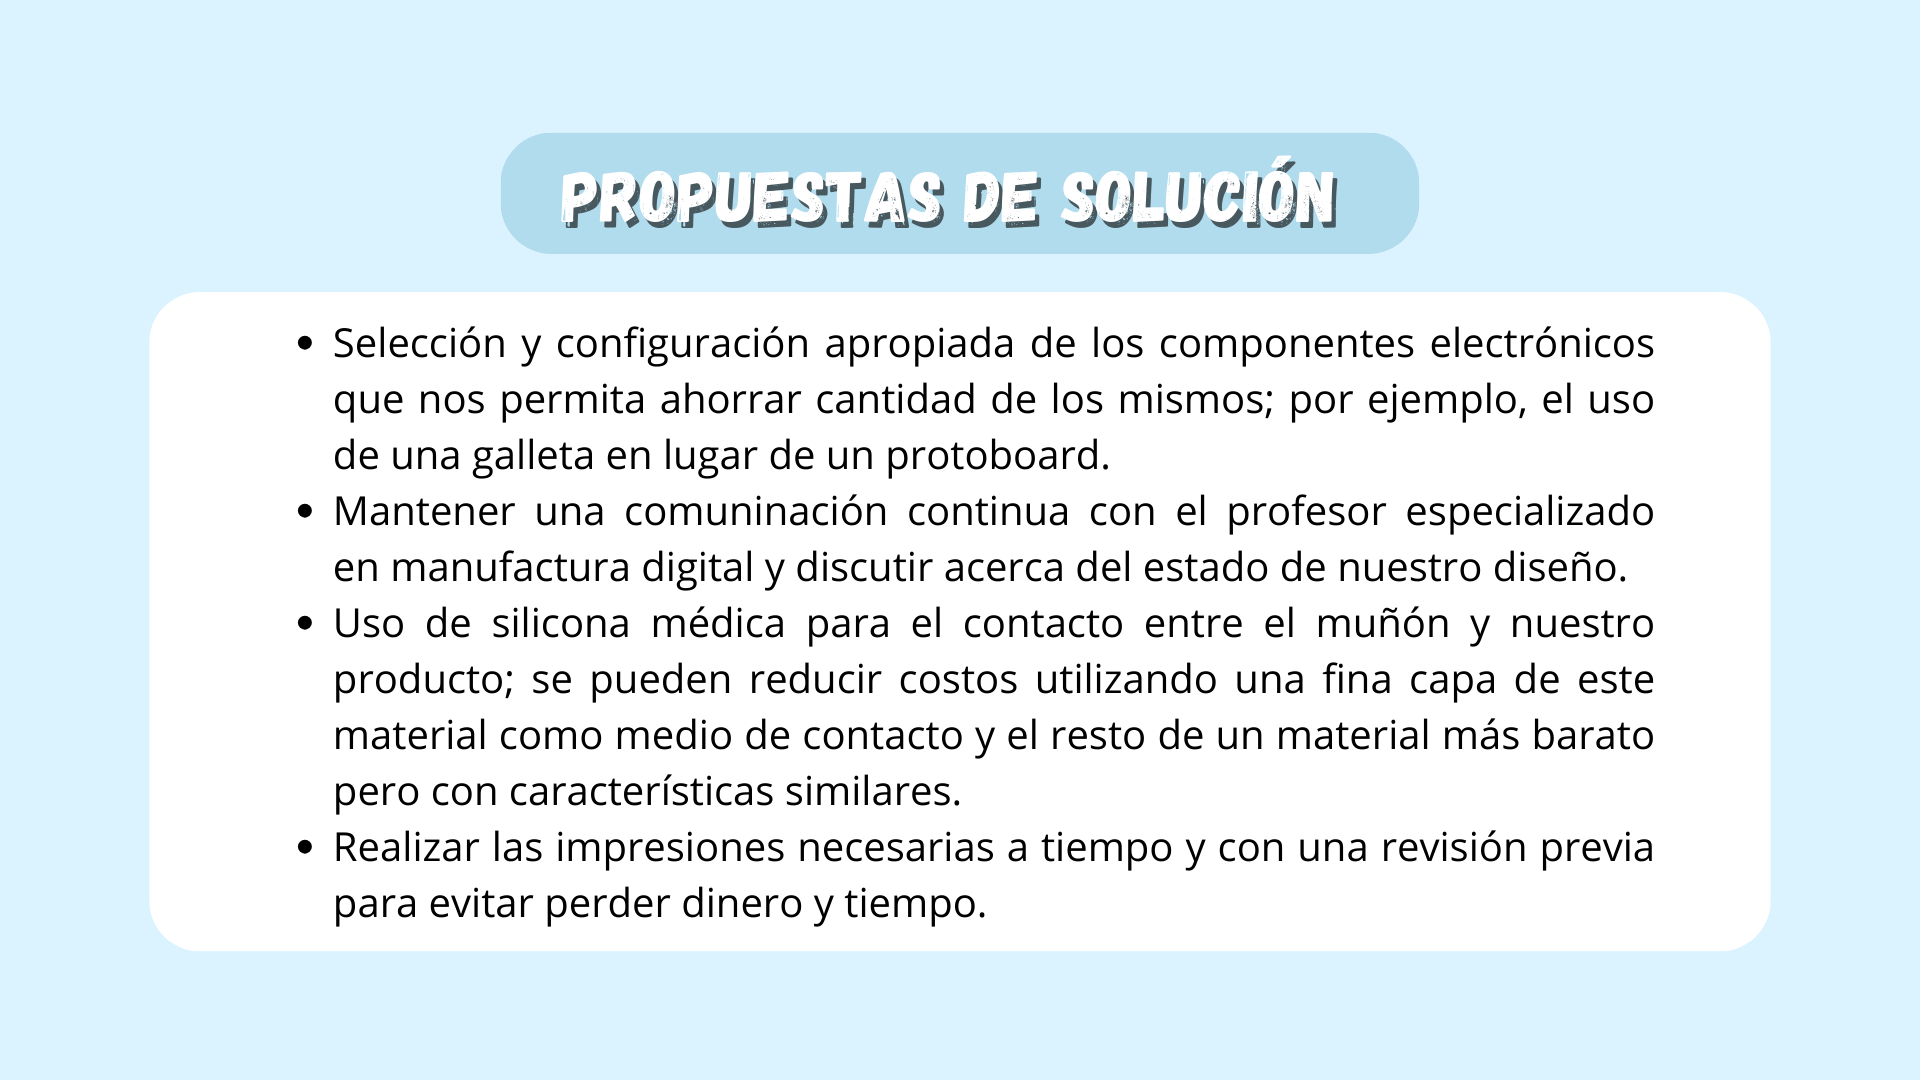 PROPUESTAS DE SOLUCIÓN
• Selección y configuración apropiada de los componentes electrónicos
que nos permita ahorrar cantidad de los mismos; por ejemplo, el uso
de una galleta en lugar de un protoboard.
• Mantener una comuninación continua con el profesor especializado
en manufactura digital y discutir acerca del estado de nuestro diseño.
• Uso de silicona médica para el contacto entre el muñón y nuestro
producto; se pueden reducir costos utilizando una fina capa de este
material como medio de contacto y el resto de un material más barato
pero con características similares.
• Realizar las impresiones necesarias a tiempo y con una revisión previa
para evitar perder dinero y tiempo.